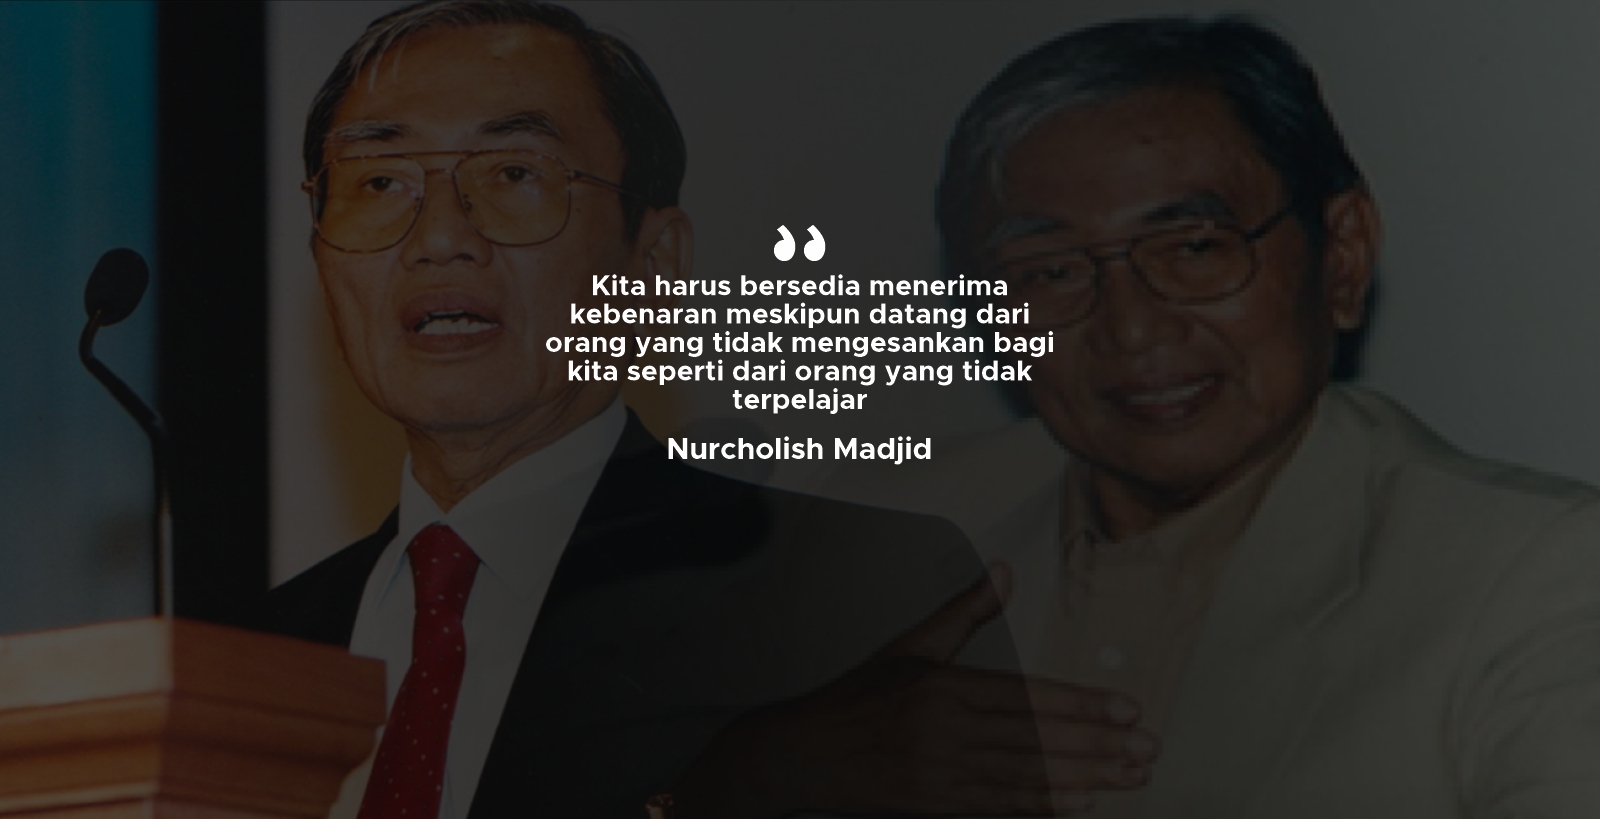 Kita harus bersedia menerima
kebenaran meskipun datang dari
orang yang tidak mengesankan bagi
kita seperti dari orang yang tidak
terpelajar
Nurcholish Madjid